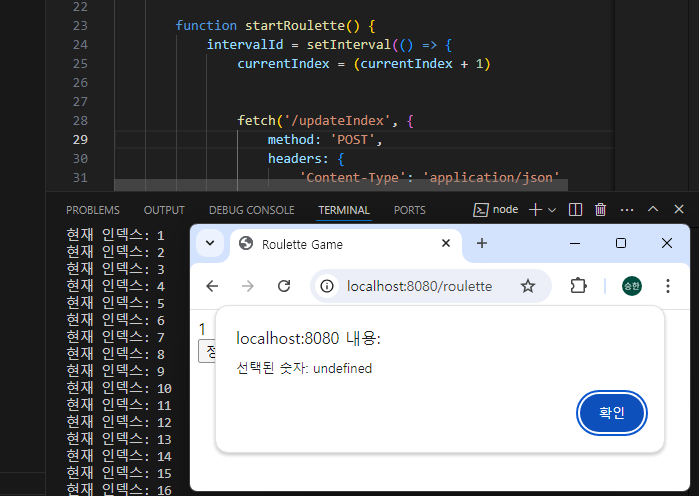 22
23 function startRoulette() {
24 intervalId = setInterval(() => {
25 currentIndex = (currentIndex + 1)
26
27
28 fetch('/updateIndex', {
29 method: 'POST',
30 headers: {
31 'Content-Type': 'application/json'
PROBLEMS OUTPUT DEBUG CONSOLE TERMINAL PORTS node
현재 인덱스: 1
현재 인덱스: 2
현재 인덱스: 3
현재 인덱스: 4
현재 인덱스: 5
현재 인덱스: 6
현재 인덱스: 7
현재 인덱스: 8
현재 인덱스: 9
현재 인덱스: 10
현재 인덱스: 11
현재 인덱스: 12
현재 인덱스: 13
현재 인덱스: 14
현재 인덱스: 15
현재 인덱스: 16
Roulette Game
localhost:8080/roulette
승한
1
정
localhost:8080 내용:
선택된 숫자: undefined
확인